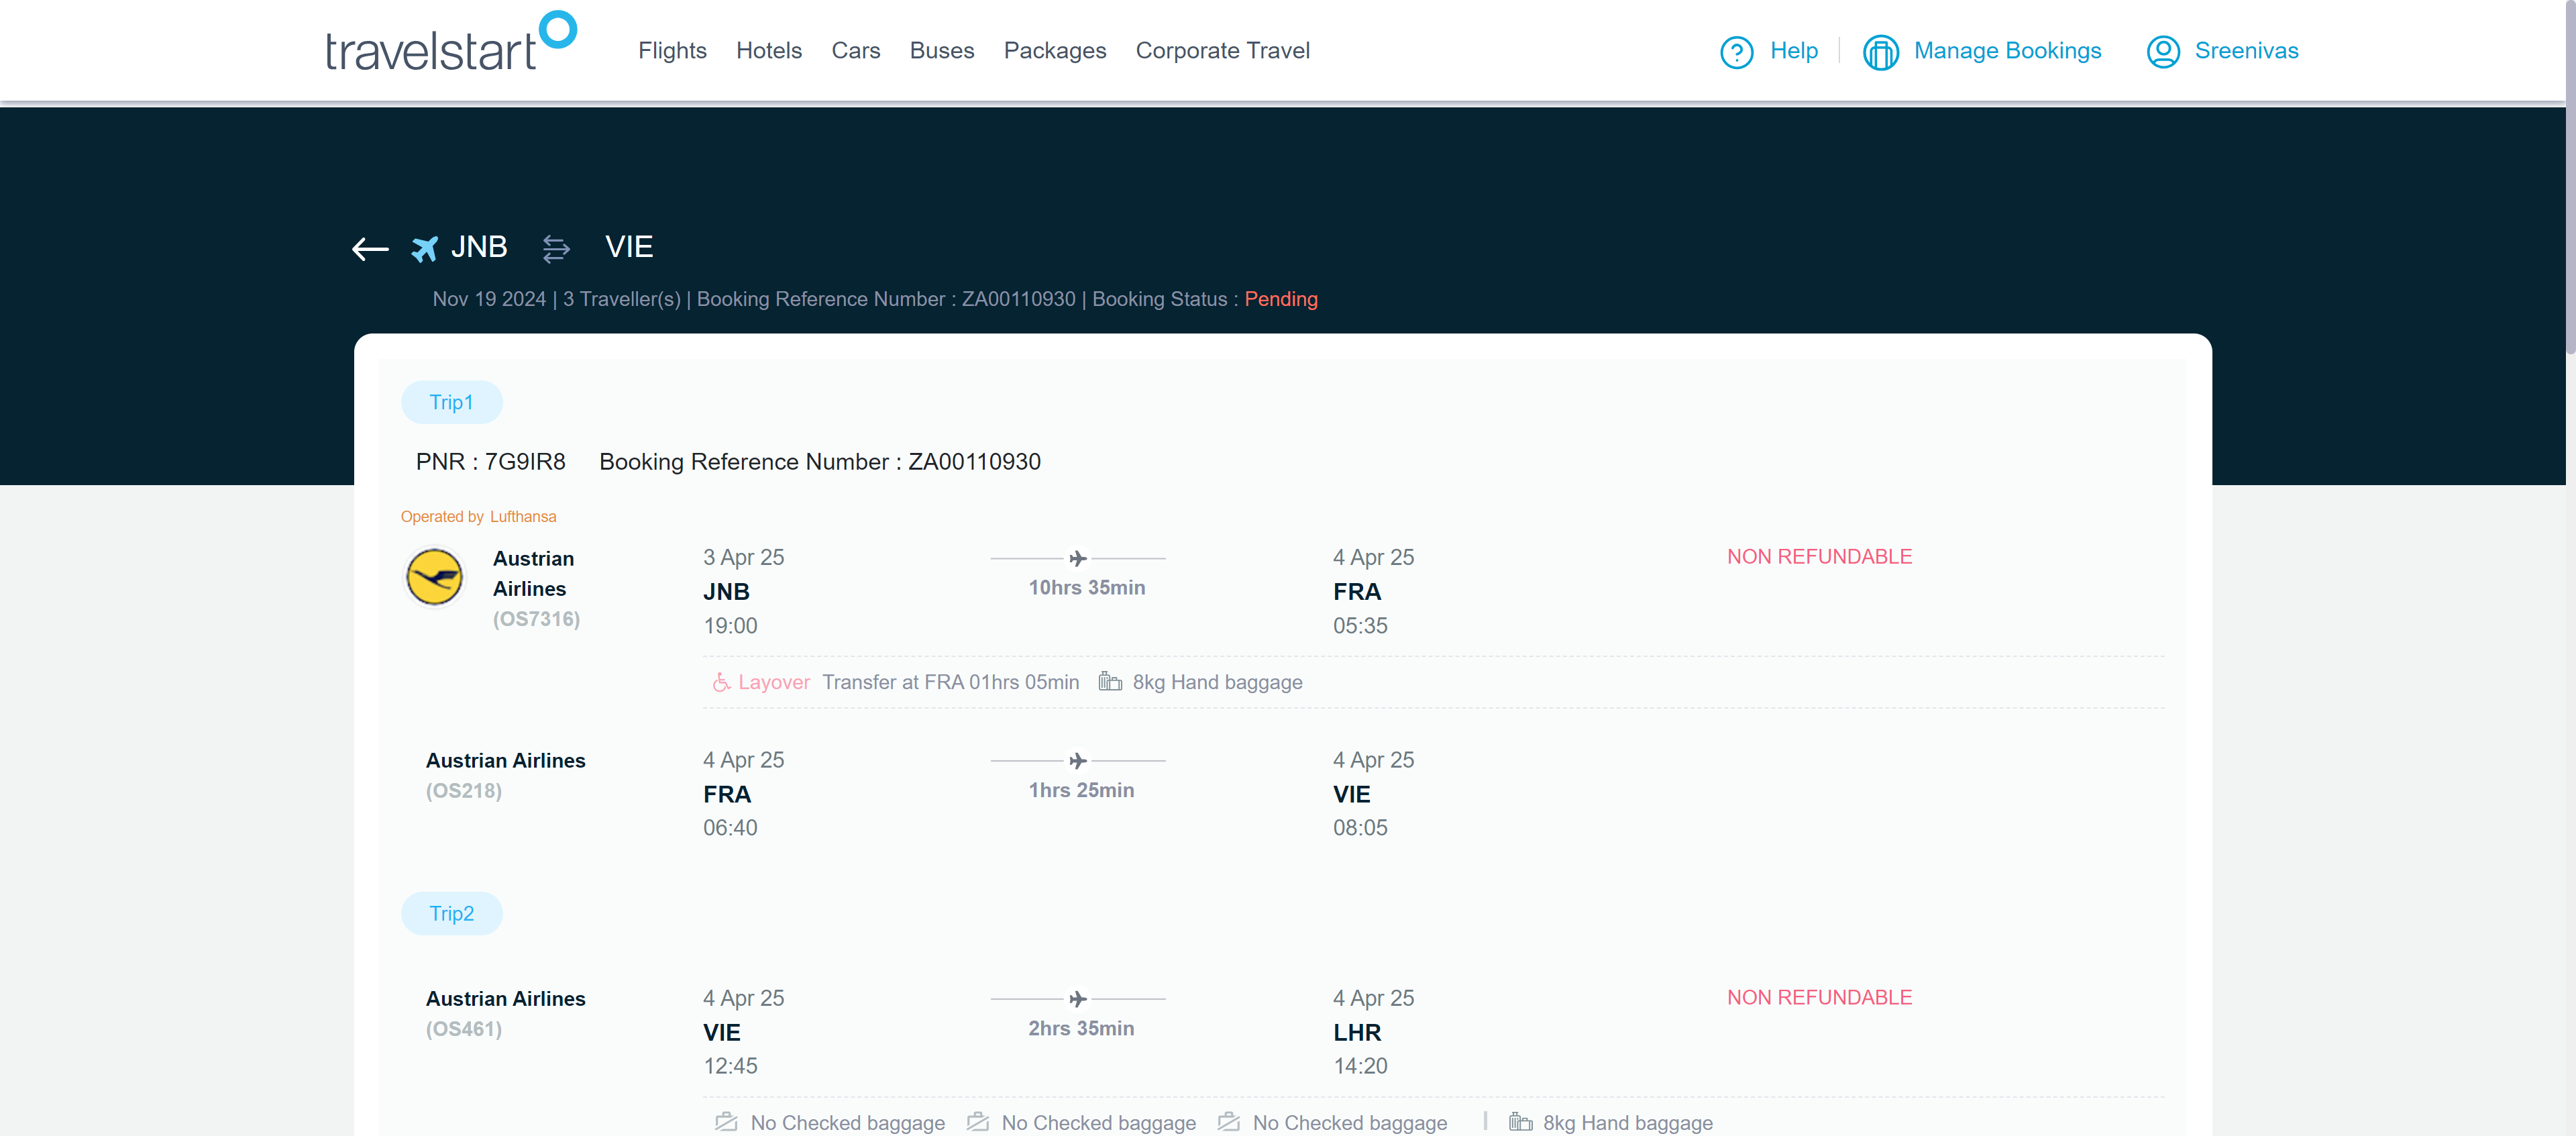 travelstart
Flights Hotels Cars Buses Packages Corporate Travel
Help
Manage Bookings
Sreenivas
JNB VIE
Nov 19 2024 | 3 Traveller(s) | Booking Reference Number : ZA00110930 | Booking Status : Pending
Trip1
PNR : 7G9IR8 Booking Reference Number : ZA00110930
Operated by Lufthansa
Austrian
Airlines
(OS7316)
3 Apr 25
JNB
19:00
10hrs 35min
4 Apr 25
FRA
05:35
NON REFUNDABLE
Layover Transfer at FRA 01hrs 05min 8kg Hand baggage
Austrian Airlines
(OS218)
4 Apr 25
FRA
06:40
1hrs 25min
4 Apr 25
VIE
08:05
Trip2
Austrian Airlines
(OS461)
4 Apr 25
VIE
12:45
2hrs 35min
4 Apr 25
LHR
14:20
NON REFUNDABLE
No Checked baggage No Checked baggage No Checked baggage | 8kg Hand baggage